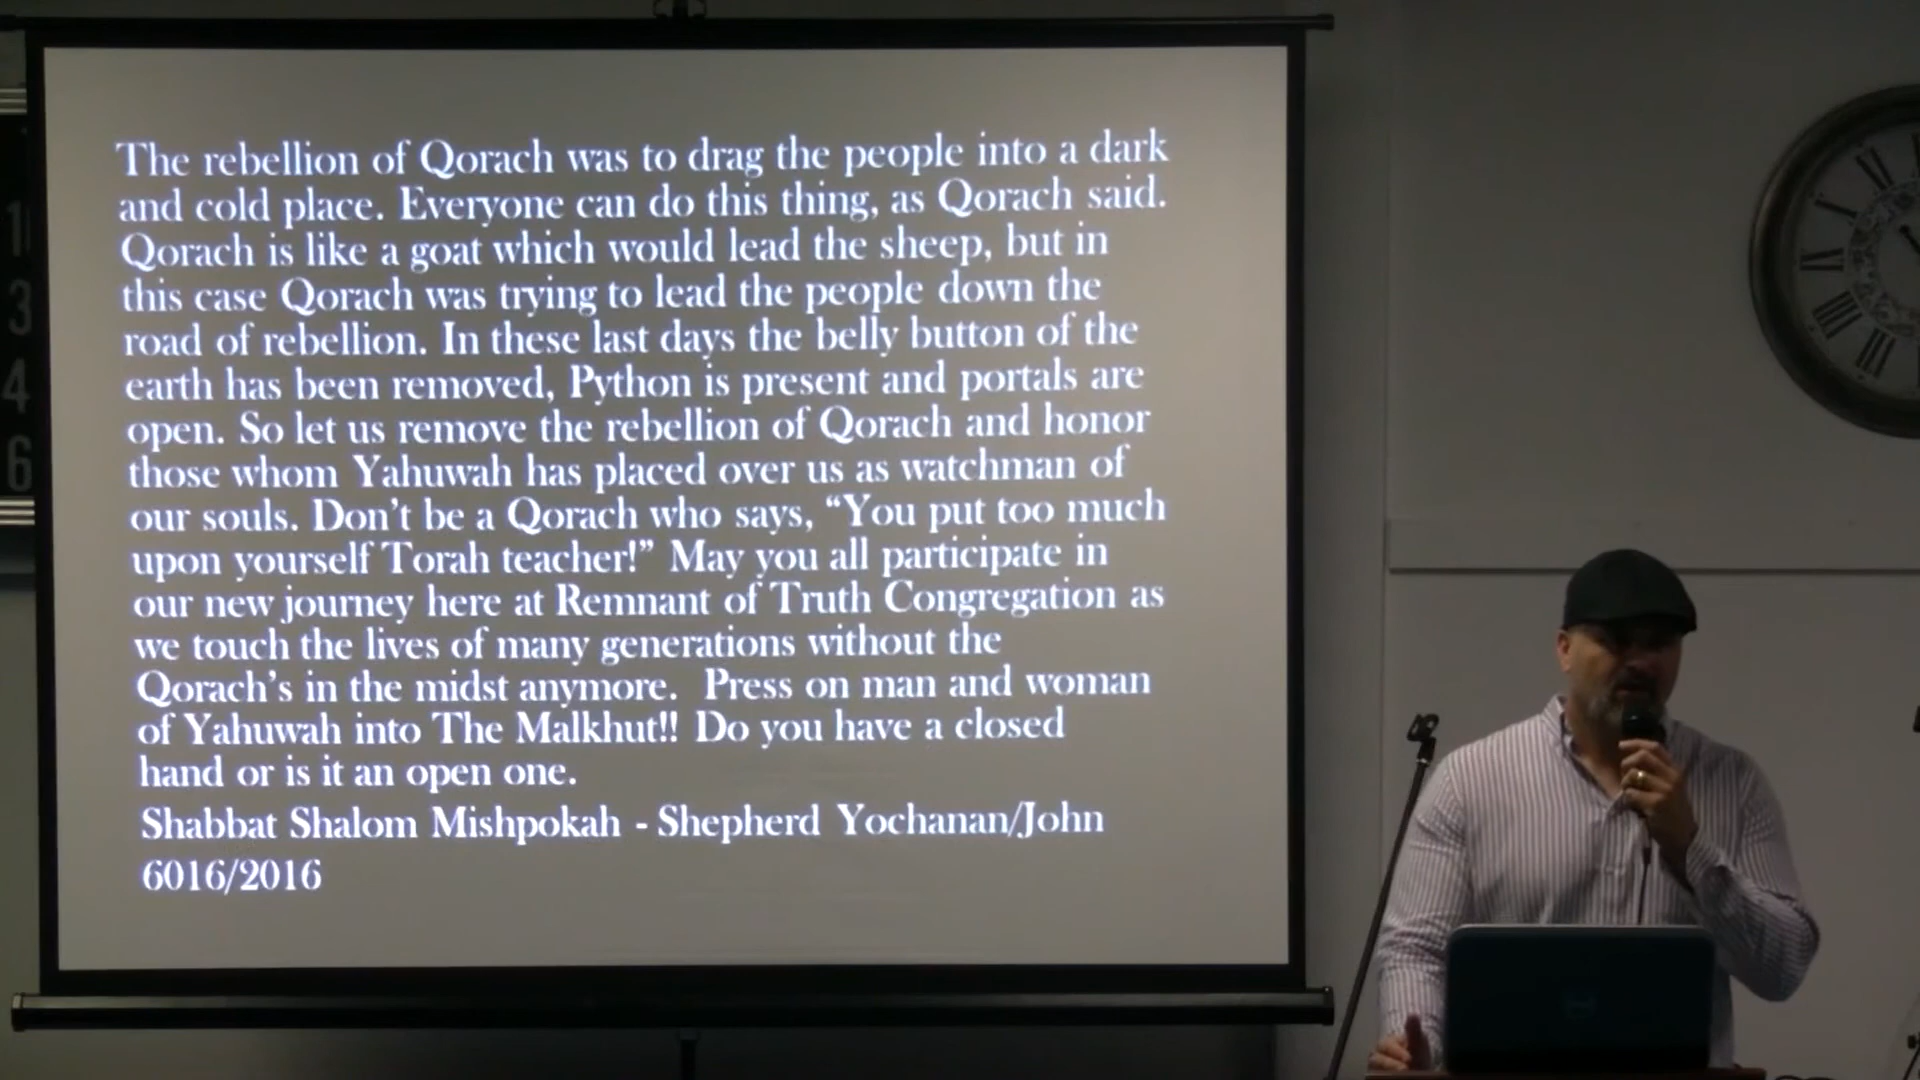 The rebellion of Qorach was to drag the people into a dark
and cold place. Everyone can do this thing, as Qorach said.
Qorach is like a goat which would lead the sheep, but in
this case Qorach was trying to lead the people down the
road of rebellion. In these last days the belly button of the
earth has been removed, Python is present and portals are
open. So let us remove the rebellion of Qorach and honor
those whom Yahuwah has placed over us as watchman of
our souls. Don't be a Qorach who says, “You put too much
upon yourself Torah teacher!” May you all participate in
our new journey here at Remnant of Truth Congregation as
we touch the lives of many generations without the
Qorach's in the midst anymore.  Press on man and woman
of Yahuwah into The Malkhut!! Do you have a closed
hand or is it an open one.
Shabbat Shalom Mishpokah - Shepherd Yochanan/John
6016/2016
1
3
4
6